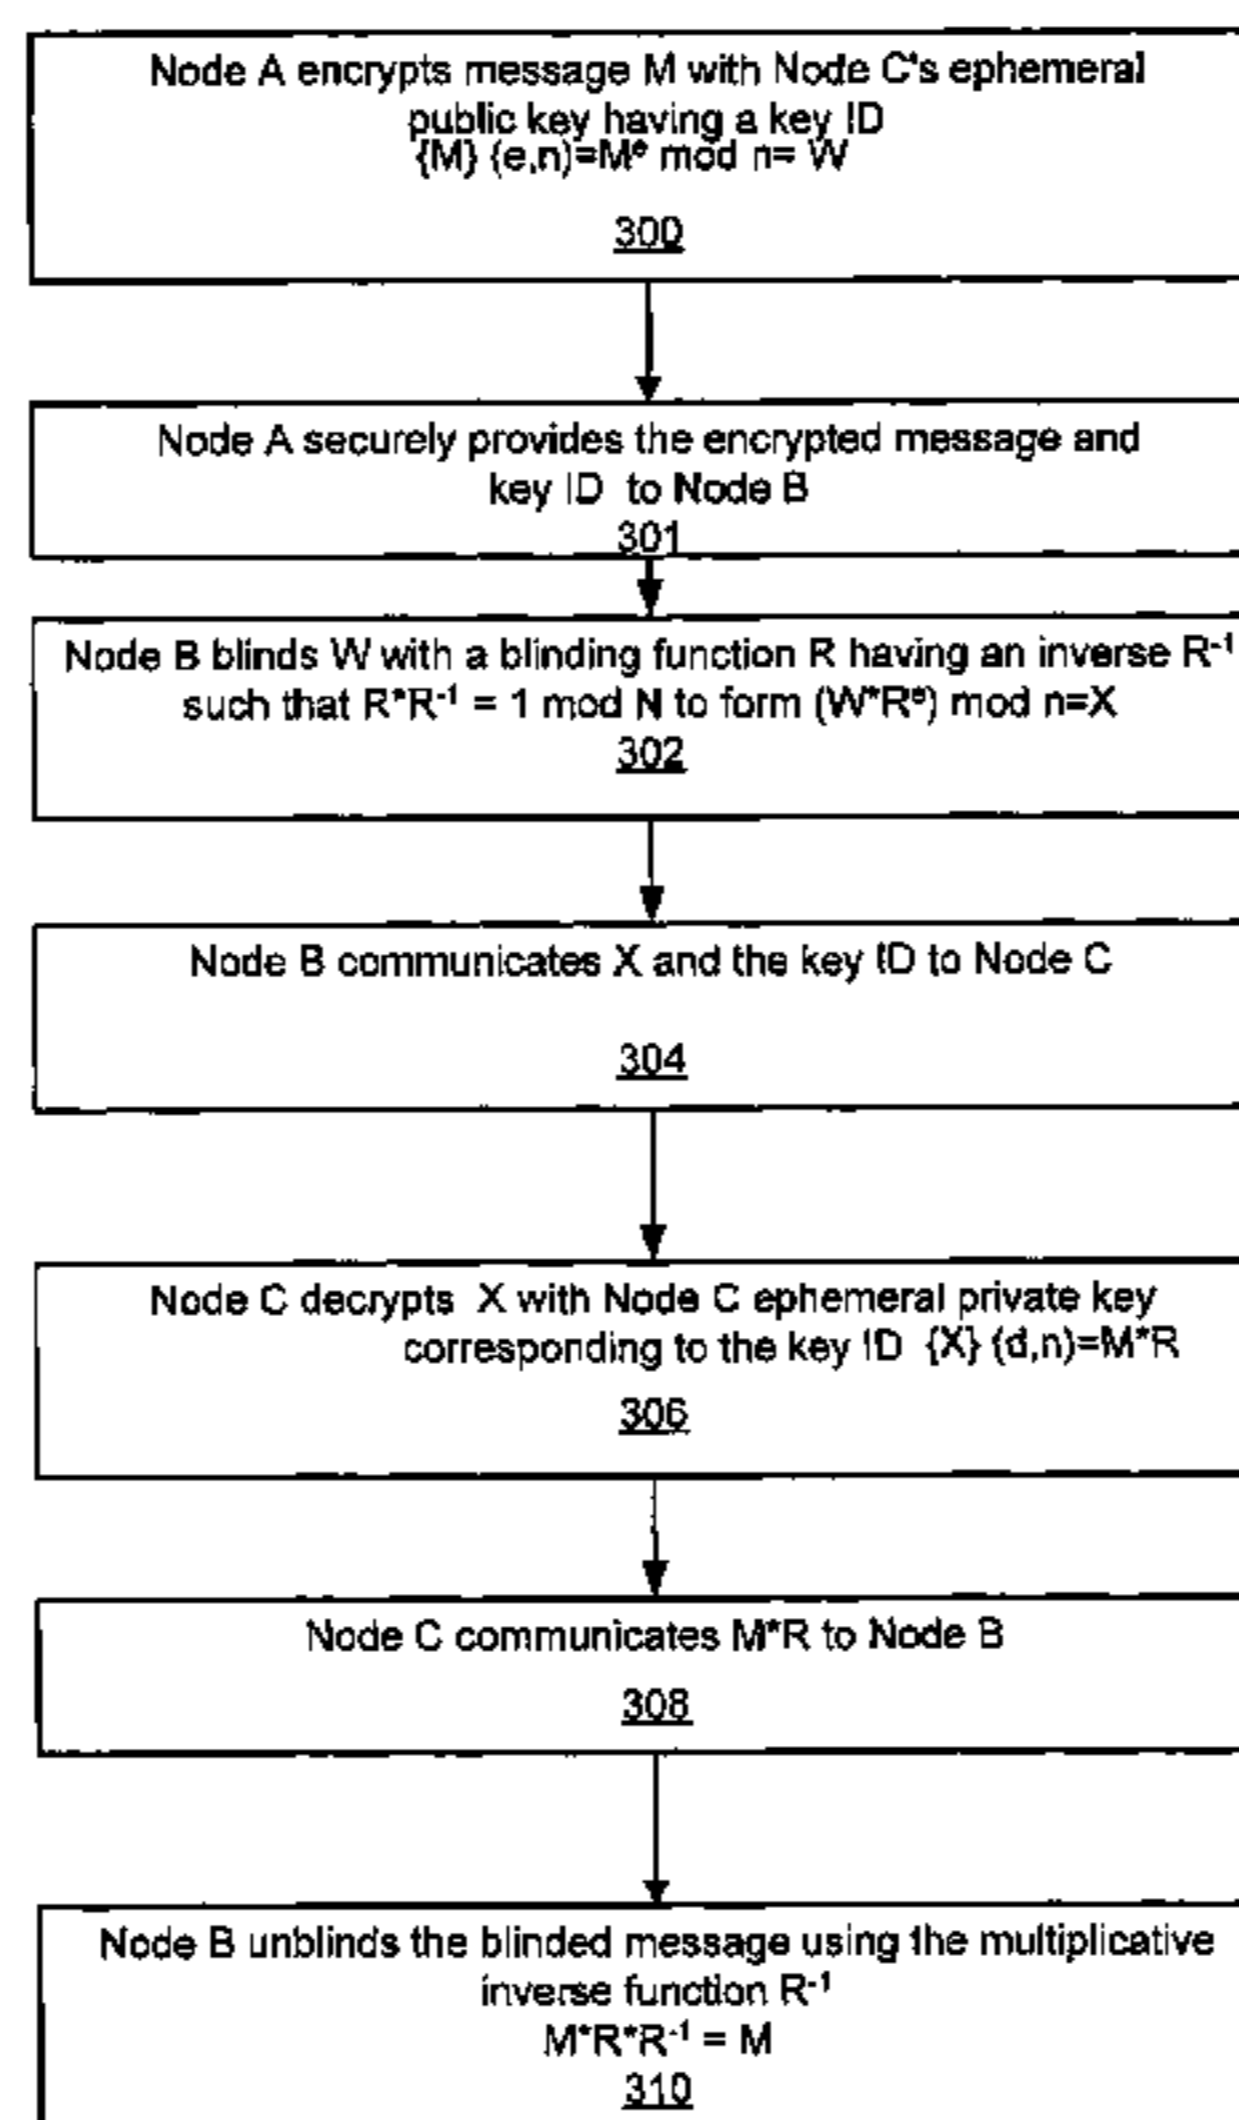 Node A encrypts message M with Node C's ephemeral
public key having a key ID
{M} (e,n)=Mᵉ mod n= W
300
Node A securely provides the encrypted message and
key ID to Node B
301
Node B blinds W with a blinding function R having an inverse R⁻¹
such that R*R⁻¹ = 1 mod N to form (W*Rᵉ) mod n=X
302
Node B communicates X and the key ID to Node C
304
Node C decrypts X with Node C ephemeral private key
corresponding to the key ID {X} (d,n)=M*R
306
Node C communicates M*R to Node B
308
Node B unblinds the blinded message using the multiplicative
inverse function R⁻¹
M*R*R⁻¹ = M
310